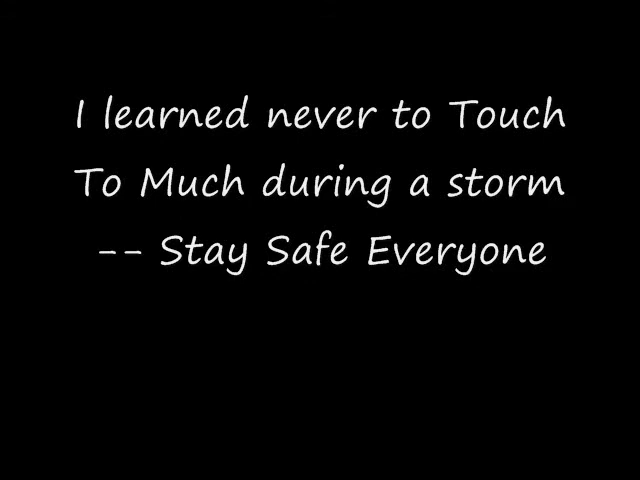 I learned never to Touch
To Much during a storm
-- Stay Safe Everyone